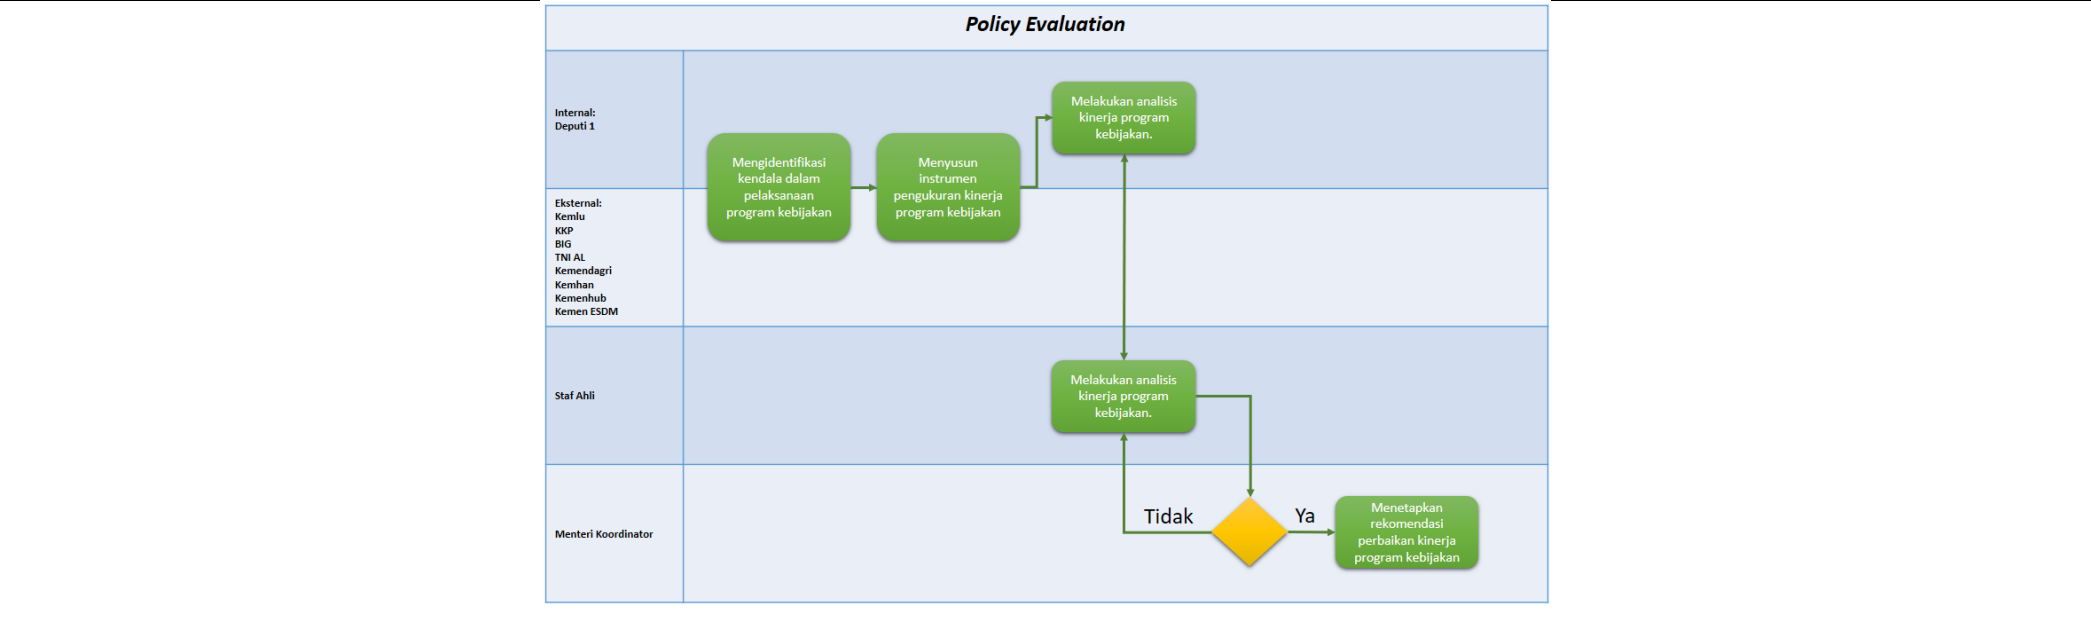 Policy Evaluation
Internal:
Deputi 1
Melakukan analisis
kinerja program
kebijakan.
Mengidentifikasi
kendala dalam
pelaksanaan
program kebijakan
Menyusun
instrumen
pengukuran kinerja
program kebijakan
Eksternal:
Kemlu
KKP
BIG
TNI AL
Kemendagri
Kemhan
Kemenhub
Kemen ESDM
Staf Ahli
Melakukan analisis
kinerja program
kebijakan.
Menteri Koordinator
Tidak
Ya
Menetapkan
rekomendasi
perbaikan kinerja
program kebijakan